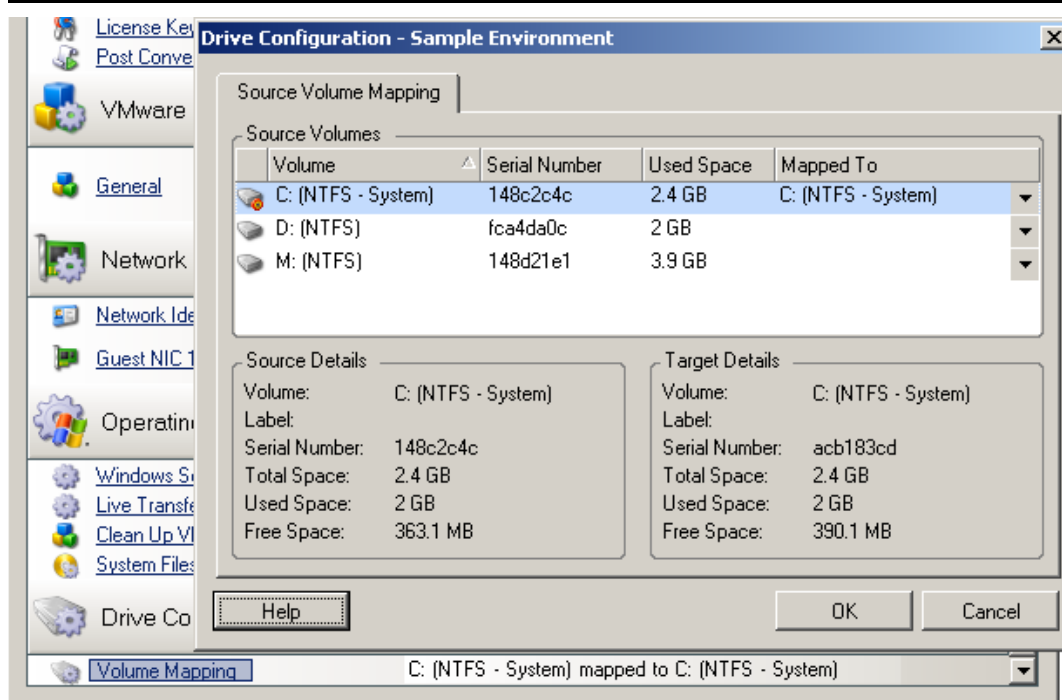 License Key
Post Conve
VMware
General
Network
Network Ide
Guest NIC 1
Operatin
Windows Se
Live Transfe
Clean Up VM
System Files
Drive Co
Volume Mapping
C: (NTFS - System) mapped to C: (NTFS - System)
Drive Configuration - Sample Environment
Source Volume Mapping
Source Volumes
Volume Serial Number Used Space Mapped To
C: (NTFS - System) 148c2c4c 2.4 GB C: (NTFS - System)
D: (NTFS) fca4da0c 2 GB
M: (NTFS) 148d21e1 3.9 GB
Source Details
Volume: C: (NTFS - System)
Label:
Serial Number: 148c2c4c
Total Space: 2.4 GB
Used Space: 2 GB
Free Space: 363.1 MB
Target Details
Volume: C: (NTFS - System)
Label:
Serial Number: acb183cd
Total Space: 2.4 GB
Used Space: 2 GB
Free Space: 390.1 MB
Help
OK
Cancel